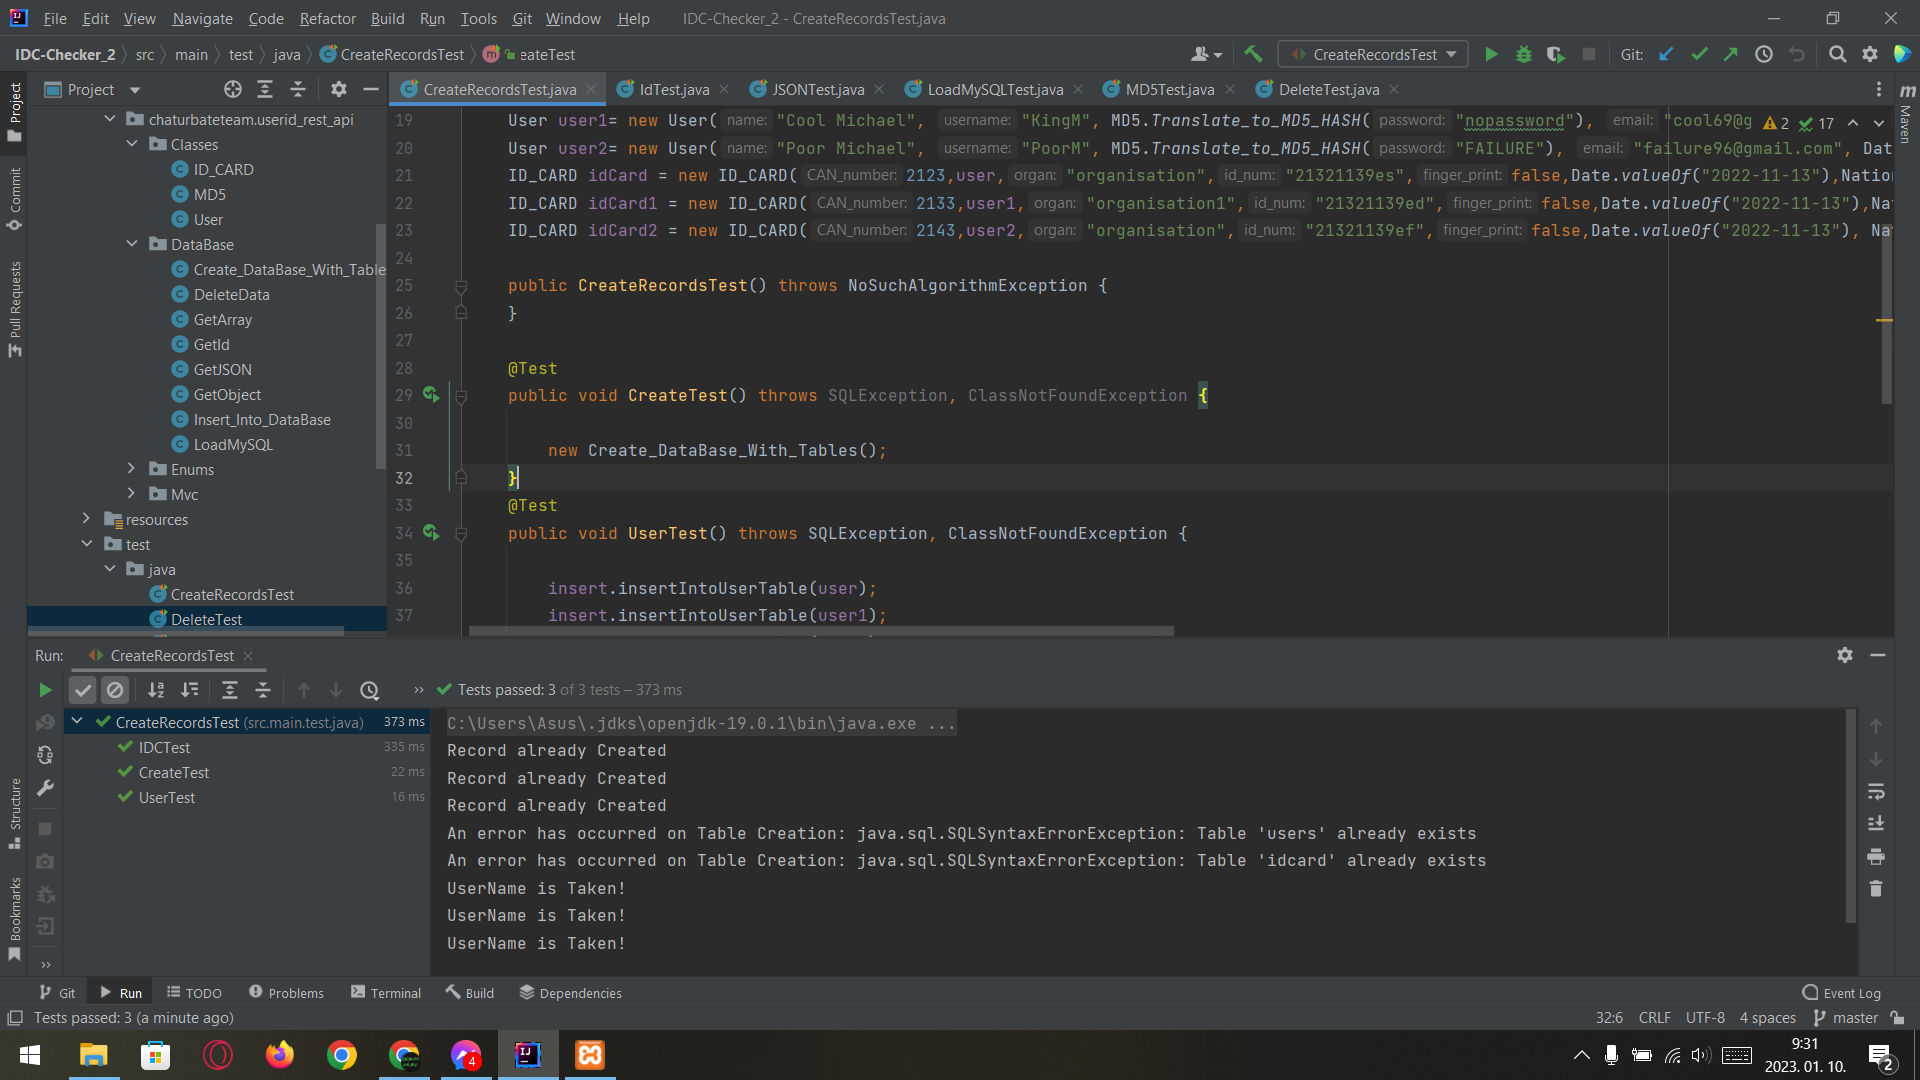 File Edit View Navigate Code Refactor Build Run Tools Git Window Help IDC-Checker_2 - CreateRecordsTest.java
IDC-Checker_2 src main test java CreateRecordsTest eateTest CreateRecordsTest Git:
Project
CreateRecordsTest.java IdTest.java JSONTest.java LoadMySQLTest.java MD5Test.java DeleteTest.java
Project
Commit
Pull Requests
Structure
Bookmarks
Maven
chaturbateteam.userid_rest_api
Classes
ID_CARD
MD5
User
DataBase
Create_DataBase_With_Table
DeleteData
GetArray
GetId
GetJSON
GetObject
Insert_Into_DataBase
LoadMySQL
Enums
Mvc
resources
test
java
CreateRecordsTest
DeleteTest
2 17
19 User user1= new User( name: "Cool Michael", username: "KingM", MD5.Translate_to_MD5_HASH( password: "nopassword"), email: "cool69@g
20 User user2= new User( name: "Poor Michael", username: "PoorM", MD5.Translate_to_MD5_HASH( password: "FAILURE"), email: "failure96@gmail.com", Dat
21 ID_CARD idCard = new ID_CARD( CAN_number: 2123,user, organ: "organisation", id_num: "21321139es", finger_print: false,Date.valueOf("2022-11-13"),Nation
22 ID_CARD idCard1 = new ID_CARD( CAN_number: 2133,user1, organ: "organisation1", id_num: "21321139ed", finger_print: false,Date.valueOf("2022-11-13"),Na
23 ID_CARD idCard2 = new ID_CARD( CAN_number: 2143,user2, organ: "organisation", id_num: "21321139ef", finger_print: false,Date.valueOf("2022-11-13"), Na
24
25 public CreateRecordsTest() throws NoSuchAlgorithmException {
26 }
27
28 @Test
29 public void CreateTest() throws SQLException, ClassNotFoundException {
30
31 new Create_DataBase_With_Tables();
32 }
33 @Test
34 public void UserTest() throws SQLException, ClassNotFoundException {
35
36 insert.insertIntoUserTable(user);
37 insert.insertIntoUserTable(user1);
Run: CreateRecordsTest
Tests passed: 3 of 3 tests – 373 ms
CreateRecordsTest (src.main.test.java) 373 ms
IDCTest 335 ms
CreateTest 22 ms
UserTest 16 ms
C:\Users\Asus\.jdks\openjdk-19.0.1\bin\java.exe ...
Record already Created
Record already Created
Record already Created
An error has occurred on Table Creation: java.sql.SQLSyntaxErrorException: Table 'users' already exists
An error has occurred on Table Creation: java.sql.SQLSyntaxErrorException: Table 'idcard' already exists
UserName is Taken!
UserName is Taken!
UserName is Taken!
Git Run TODO Problems Terminal Build Dependencies Event Log
Tests passed: 3 (a minute ago) 32:6 CRLF UTF-8 4 spaces master
4
9:31
2023. 01. 10.
2